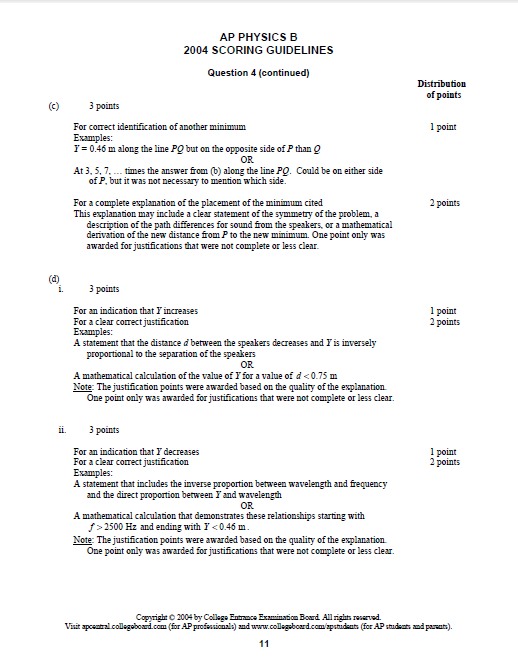 AP PHYSICS B
2004 SCORING GUIDELINES
Question 4 (continued)
Distribution
of points
(c) 3 points
For correct identification of another minimum 1 point
Examples:
Y = 0.46 m along the line PQ but on the opposite side of P than Q
OR
At 3, 5, 7, … times the answer from (b) along the line PQ. Could be on either side
of P, but it was not necessary to mention which side.
For a complete explanation of the placement of the minimum cited 2 points
This explanation may include a clear statement of the symmetry of the problem, a
description of the path differences for sound from the speakers, or a mathematical
derivation of the new distance from P to the new minimum. One point only was
awarded for justifications that were not complete or less clear.
(d)
i. 3 points
For an indication that Y increases 1 point
For a clear correct justification 2 points
Examples:
A statement that the distance d between the speakers decreases and Y is inversely
proportional to the separation of the speakers
OR
A mathematical calculation of the value of Y for a value of d < 0.75 m
Note: The justification points were awarded based on the quality of the explanation.
One point only was awarded for justifications that were not complete or less clear.
ii. 3 points
For an indication that Y decreases 1 point
For a clear correct justification 2 points
Examples:
A statement that includes the inverse proportion between wavelength and frequency
and the direct proportion between Y and wavelength
OR
A mathematical calculation that demonstrates these relationships starting with
f > 2500 Hz and ending with Y < 0.46 m.
Note: The justification points were awarded based on the quality of the explanation.
One point only was awarded for justifications that were not complete or less clear.
Copyright © 2004 by College Entrance Examination Board. All rights reserved.
Visit apcentral.collegeboard.com (for AP professionals) and www.collegeboard.com/apstudents (for AP students and parents).
11